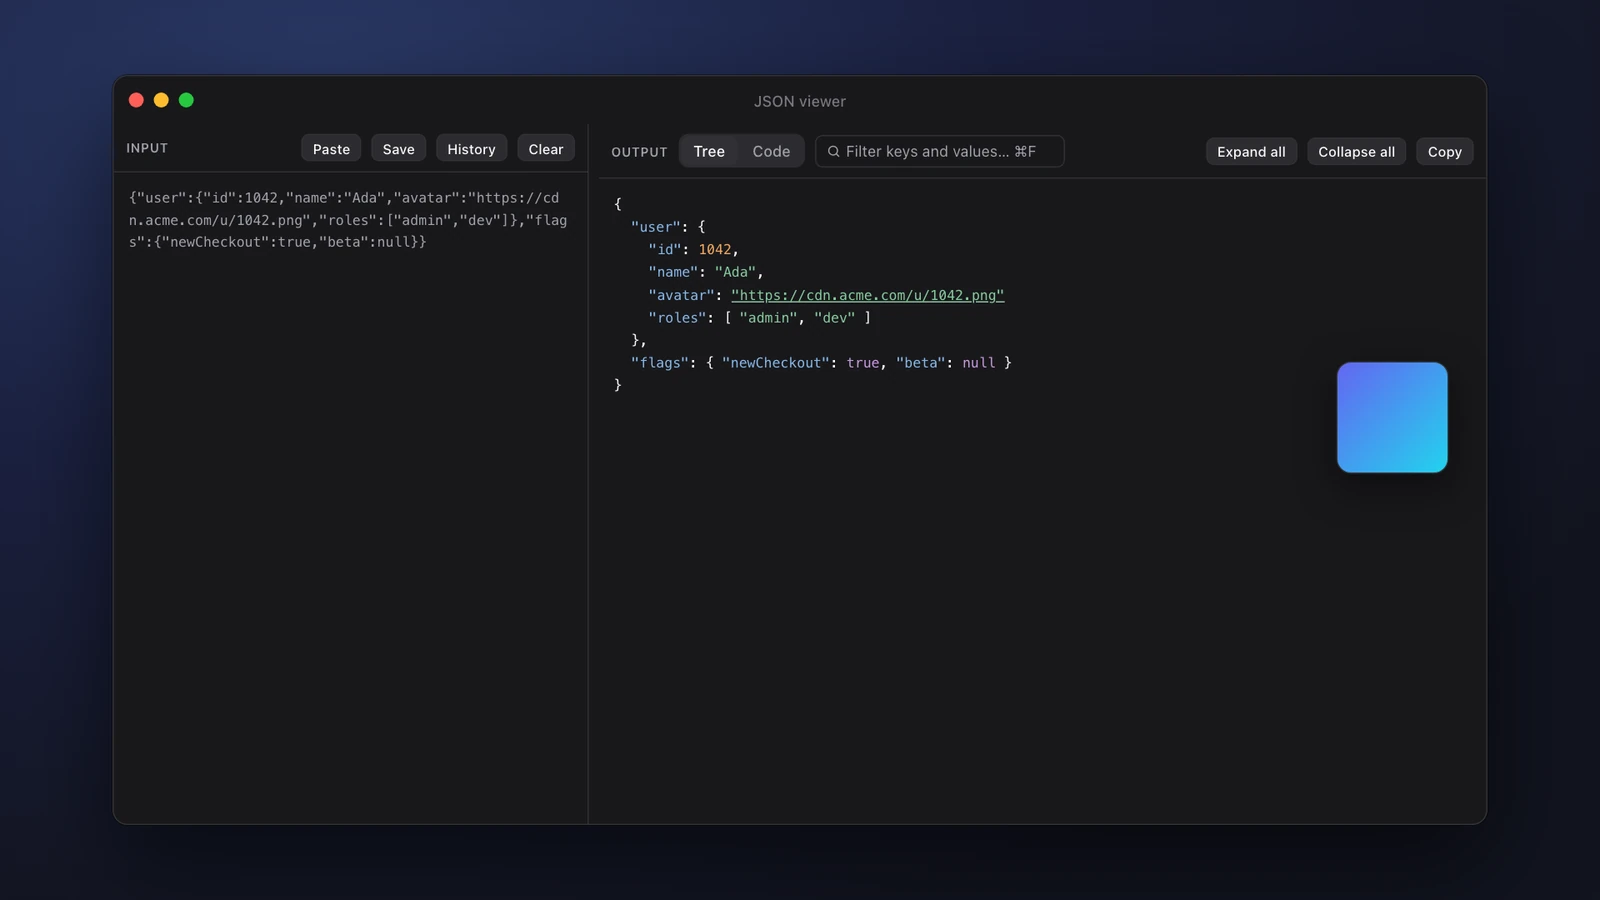 JSON viewer
INPUT Paste Save History Clear
{"user":{"id":1042,"name":"Ada","avatar":"https://cd
n.acme.com/u/1042.png","roles":["admin","dev"]},"flag
s":{"newCheckout":true,"beta":null}}
OUTPUT Tree Code Filter keys and values... ⌘F Expand all Collapse all Copy
{
  "user": {
    "id": 1042,
    "name": "Ada",
    "avatar": "https://cdn.acme.com/u/1042.png"
    "roles": [ "admin", "dev" ]
  },
  "flags": { "newCheckout": true, "beta": null }
}